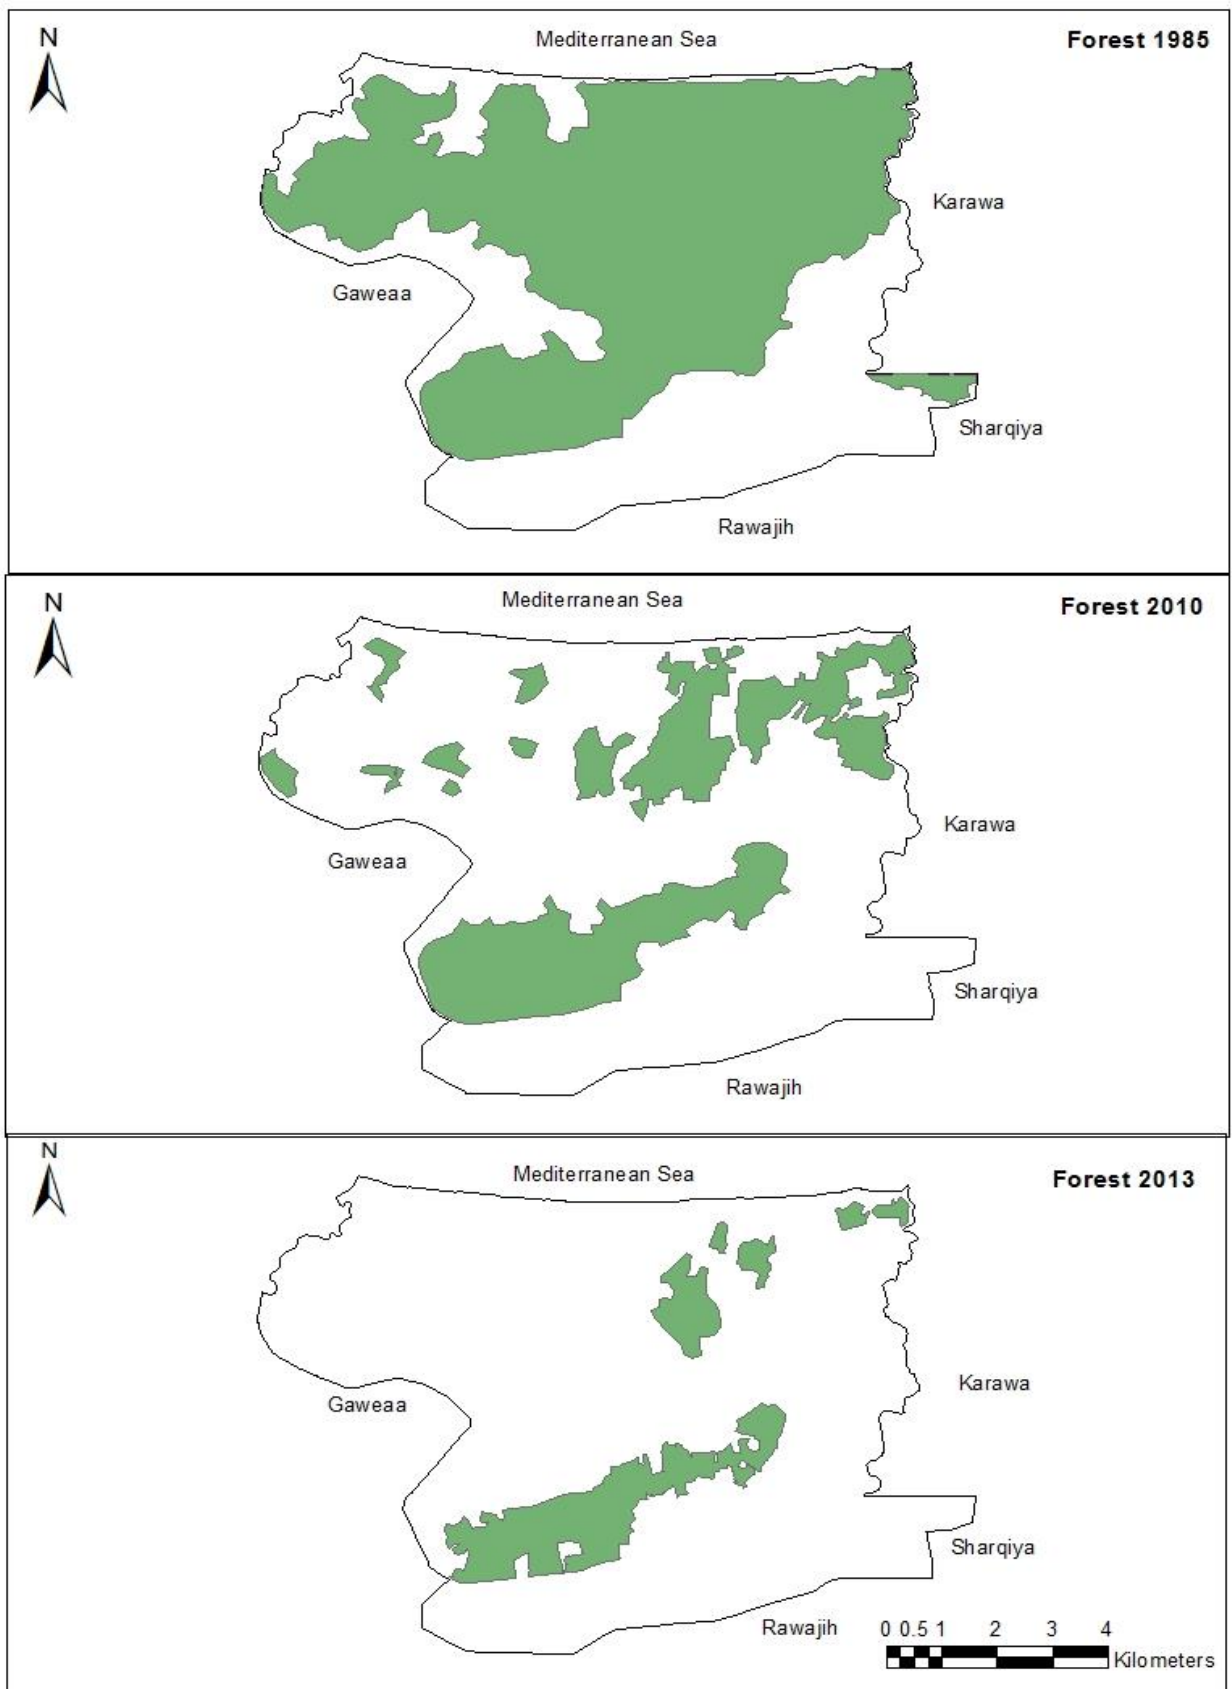 N
Mediterranean Sea
Forest 1985
Karawa
Gaweaa
Sharqiya
Rawajih
N
Mediterranean Sea
Forest 2010
Karawa
Gaweaa
Sharqiya
Rawajih
N
Mediterranean Sea
Forest 2013
Karawa
Gaweaa
Sharqiya
Rawajih
0 0.5 1 2 3 4
Kilometers